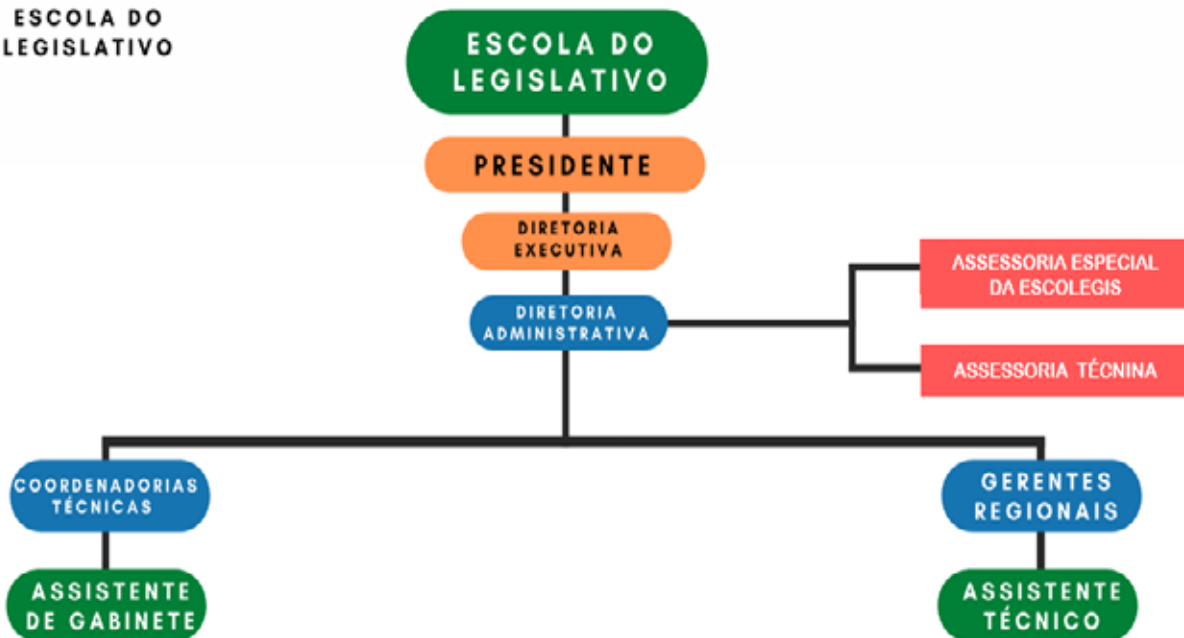 ESCOLA DO
LEGISLATIVO
ESCOLA DO
LEGISLATIVO
PRESIDENTE
DIRETORIA
EXECUTIVA
DIRETORIA
ADMINISTRATIVA
ASSESSORIA ESPECIAL
DA ESCOLEGIS
ASSESSORIA TÉCNINA
COORDENADORIAS
TÉCNICAS
GERENTES
REGIONAIS
ASSISTENTE
DE GABINETE
ASSISTENTE
TÉCNICO